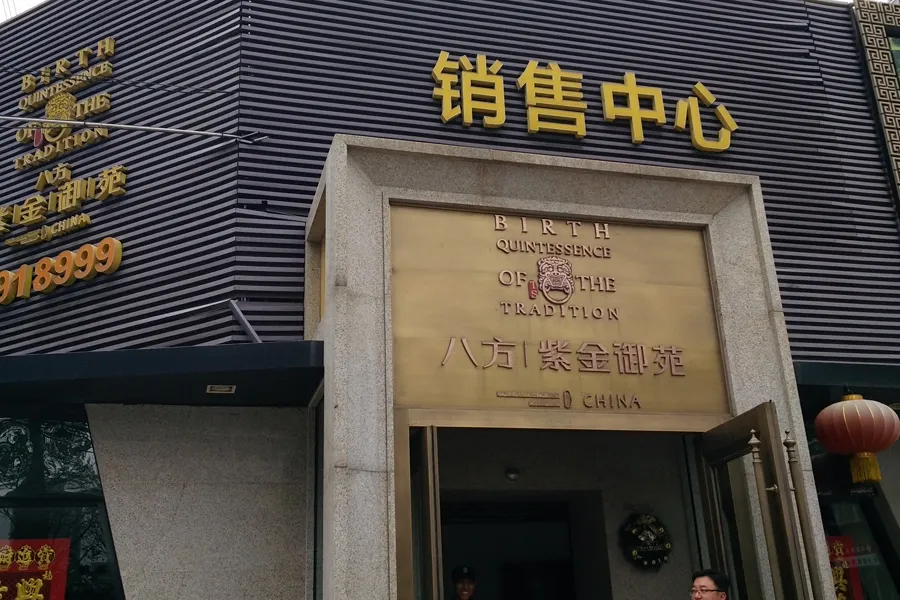 BIRTH
QUINTESSENCE
OF THE
TRADITION
八方
紫金御苑
CHINA
918999
销售中心
BIRTH
QUINTESSENCE
OF THE
TRADITION
八方 紫金御苑
CHINA